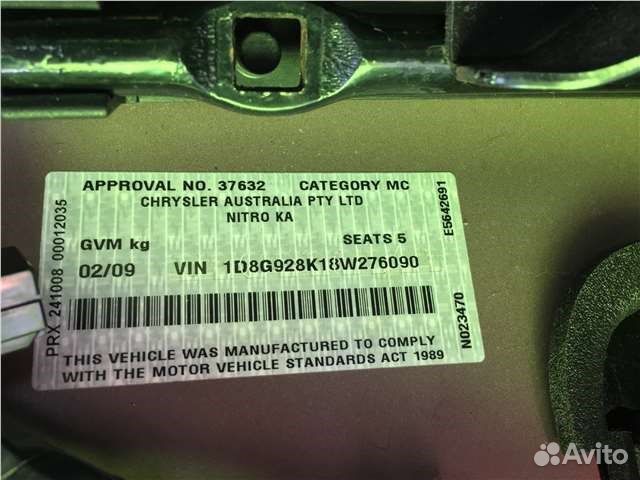 APPROVAL NO. 37632 CATEGORY MC
CHRYSLER AUSTRALIA PTY LTD
NITRO KA
GVM kg SEATS 5
02/09 VIN 1D8G928K18W276090
THIS VEHICLE WAS MANUFACTURED TO COMPLY
WITH THE MOTOR VEHICLE STANDARDS ACT 1989
PRX 241008 00012035
E5642691
N023470
Avito